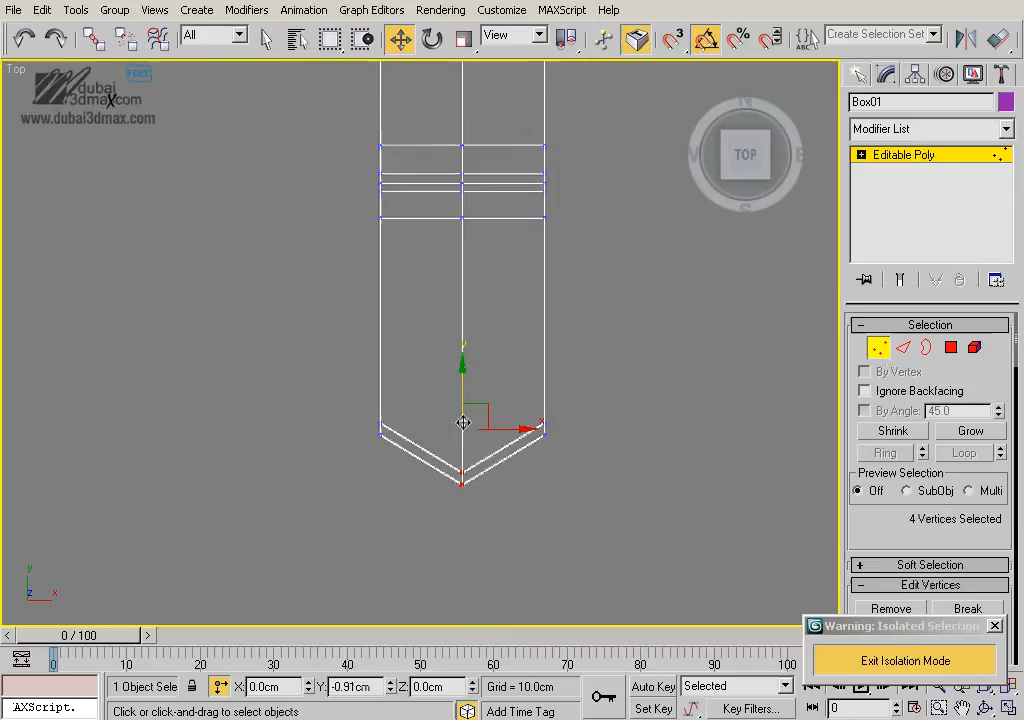 File Edit Tools Group Views Create Modifiers Animation Graph Editors Rendering Customize MAXScript Help
All View 3 Create Selection Set
Top
FREE
dubai
3dmax.com
www.dubai3dmax.com
N
TOP
S
Box01
Modifier List
Editable Poly
Selection
By Vertex
Ignore Backfacing
By Angle: 45.0
Shrink Grow
Ring Loop
Preview Selection
Off SubObj Multi
4 Vertices Selected
Soft Selection
Edit Vertices
Remove Break
y
x
y
z x
Warning: Isolated Selection
Exit Isolation Mode
0 / 100
0 10 20 30 40 50 60 70 80 90 100
1 Object Sele X: 0.0cm Y: -0.91cm Z: 0.0cm Grid = 10.0cm Auto Key Selected
AXScript. Click or click-and-drag to select objects Add Time Tag Set Key Key Filters... 0